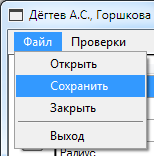 Дёгтев А.С., Горшкова
Файл Проверки
Открыть
Сохранить
Закрыть
Выход
Радиус